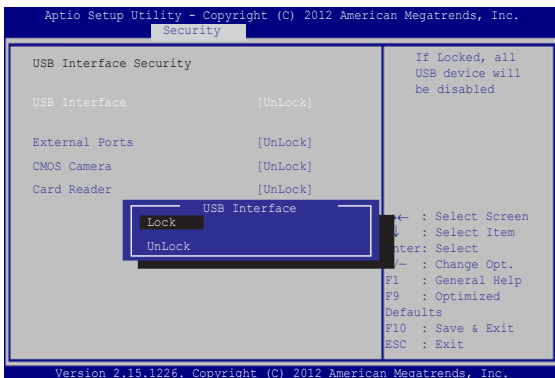 Aptio Setup Utility - Copyright (C) 2012 American Megatrends, Inc.
Security
USB Interface Security
USB Interface [UnLock]
External Ports [UnLock]
CMOS Camera [UnLock]
Card Reader [UnLock]
USB Interface
Lock
UnLock
If Locked, all
USB device will
be disabled
→← : Select Screen
↓ : Select Item
nter: Select
/— : Change Opt.
F1 : General Help
F9 : Optimized
Defaults
F10 : Save & Exit
ESC : Exit
Version 2.15.1226. Copyright (C) 2012 American Megatrends, Inc.